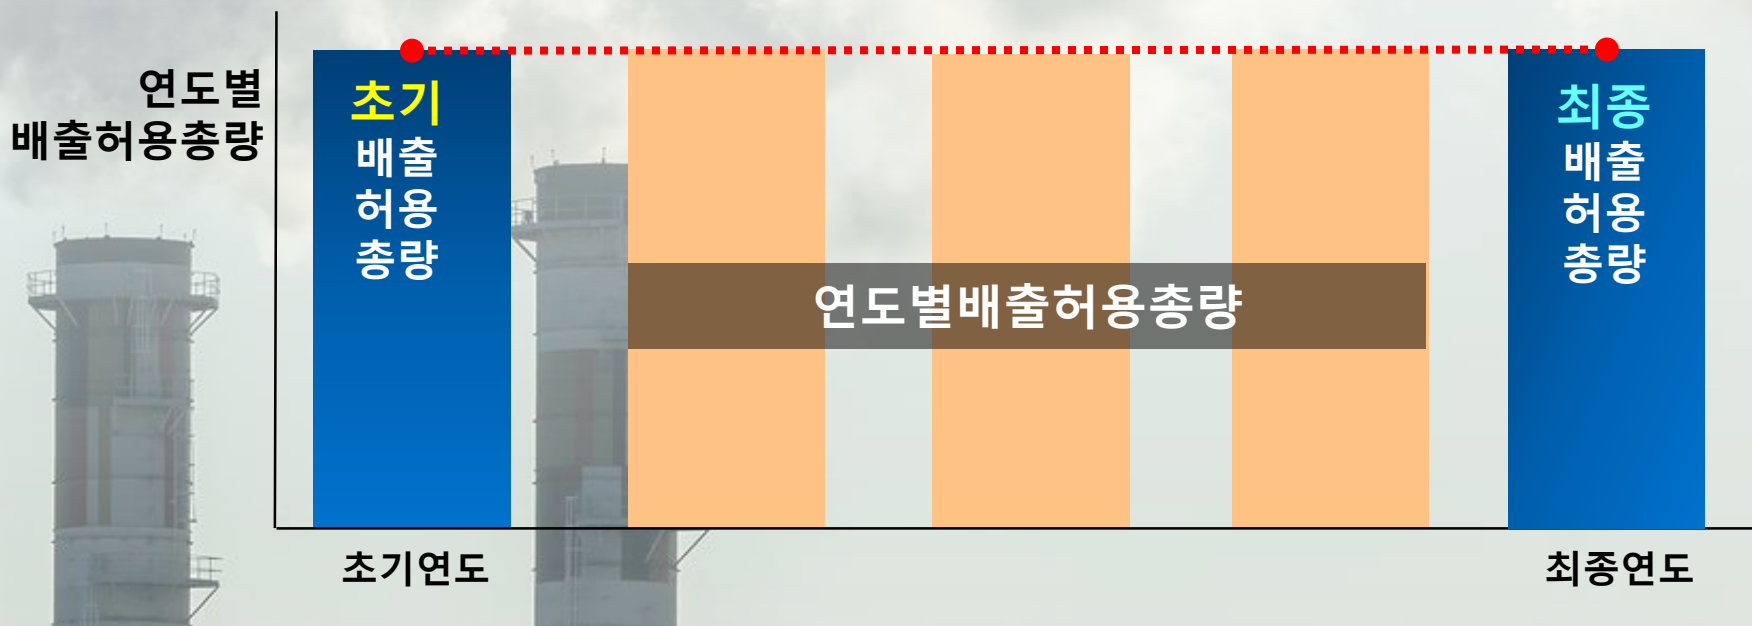 연도별
배출허용총량
초기
배출
허용
총량
연도별배출허용총량
최종
배출
허용
총량
초기연도
최종연도